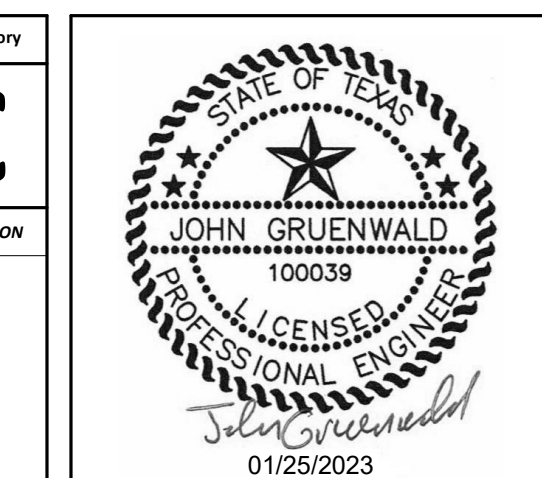 ory
ON
STATE OF TEXAS
JOHN GRUENWALD
100039
LICENSED
PROFESSIONAL ENGINEER
John Gruenwald
01/25/2023